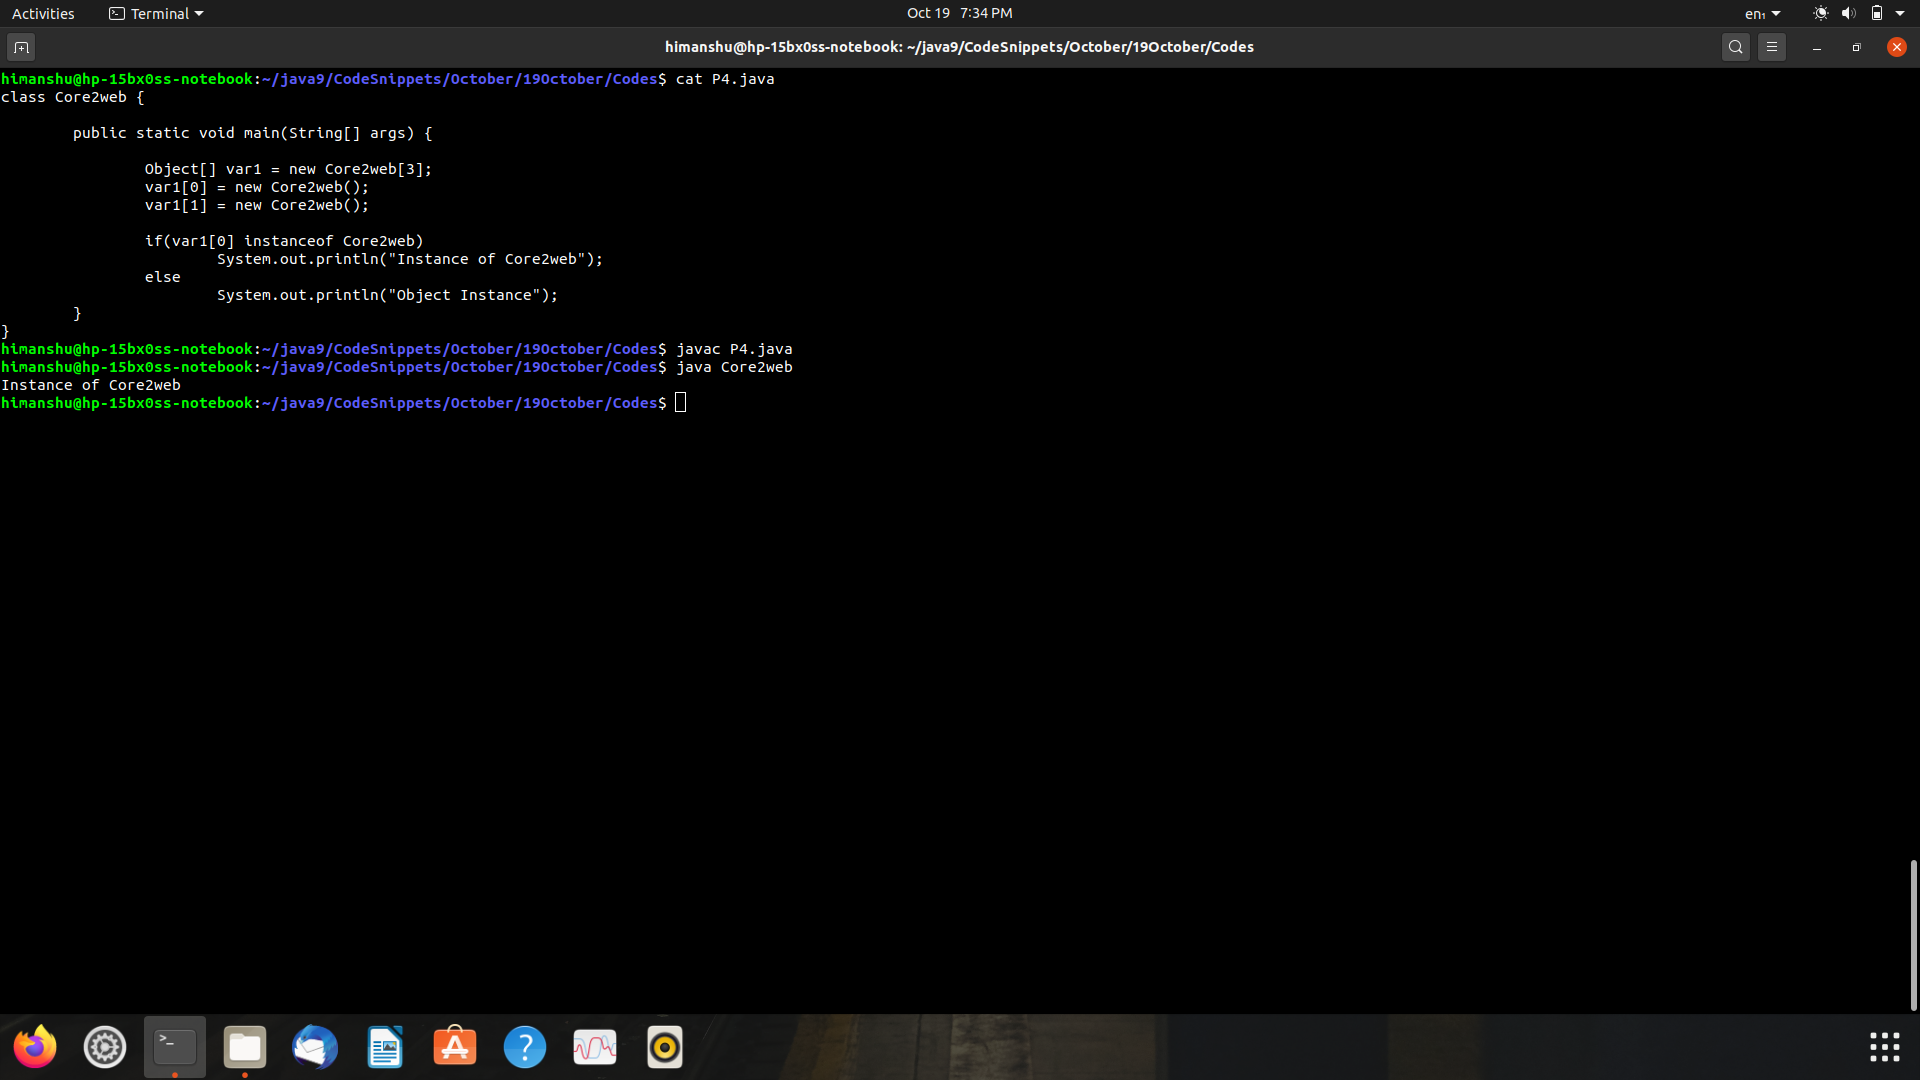 Activities Terminal Oct 19 7:34 PM en₁
himanshu@hp-15bx0ss-notebook: ~/java9/CodeSnippets/October/19October/Codes
himanshu@hp-15bx0ss-notebook:~/java9/CodeSnippets/October/19October/Codes$ cat P4.java
class Core2web {
        public static void main(String[] args) {
                Object[] var1 = new Core2web[3];
                var1[0] = new Core2web();
                var1[1] = new Core2web();
                if(var1[0] instanceof Core2web)
                        System.out.println("Instance of Core2web");
                else
                        System.out.println("Object Instance");
        }
}
himanshu@hp-15bx0ss-notebook:~/java9/CodeSnippets/October/19October/Codes$ javac P4.java
himanshu@hp-15bx0ss-notebook:~/java9/CodeSnippets/October/19October/Codes$ java Core2web
Instance of Core2web
himanshu@hp-15bx0ss-notebook:~/java9/CodeSnippets/October/19October/Codes$